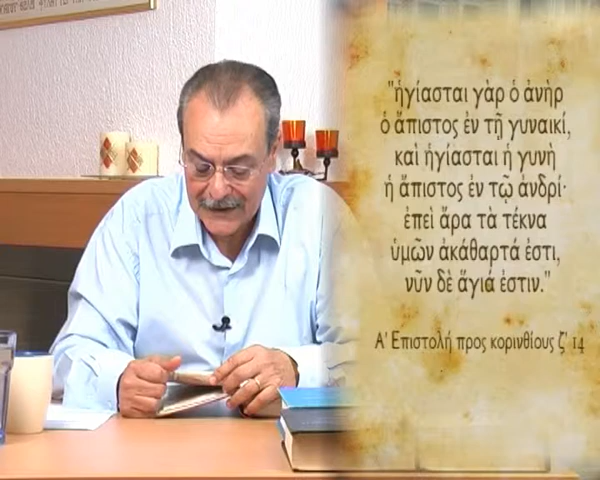 "ἡγίασται γὰρ ὁ ἀνὴρ
ὁ ἄπιστος ἐν τῇ γυναικί,
καὶ ἡγίασται ἡ γυνὴ
ἡ ἄπιστος ἐν τῷ ἀνδρί·
ἐπεὶ ἄρα τὰ τέκνα
ὑμῶν ἀκάθαρτά ἐστι,
νῦν δὲ ἅγιά ἐστιν."
Α' Επιστολή προς κορινθίους ζ' 14